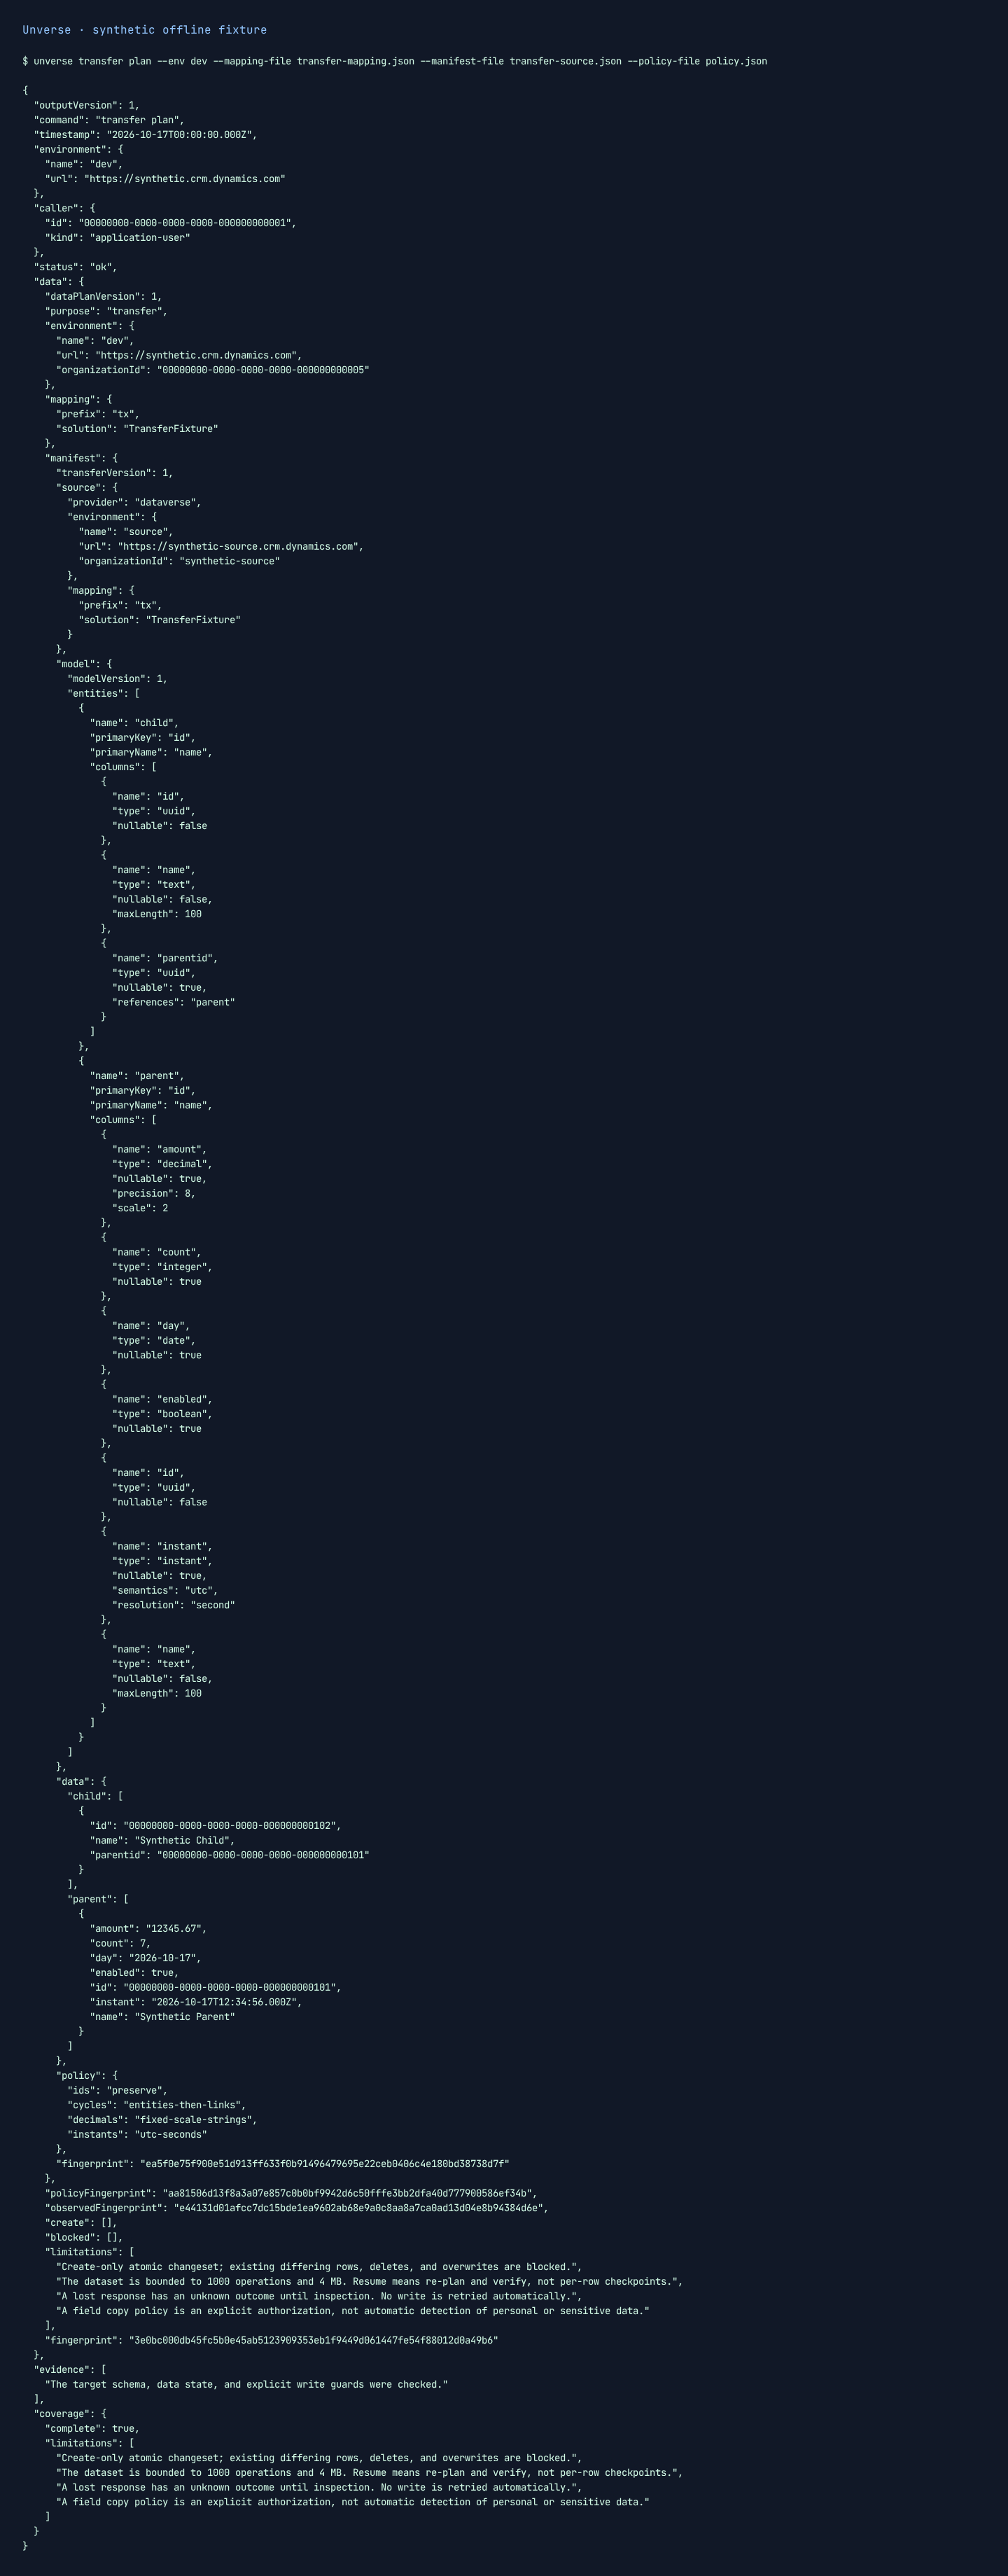 Unverse · synthetic offline fixture
$ unverse transfer plan --env dev --mapping-file transfer-mapping.json --manifest-file transfer-source.json --policy-file policy.json
{
  "outputVersion": 1,
  "command": "transfer plan",
  "timestamp": "2026-10-17T00:00:00.000Z",
  "environment": {
    "name": "dev",
    "url": "https://synthetic.crm.dynamics.com"
  },
  "caller": {
    "id": "00000000-0000-0000-0000-000000000001",
    "kind": "application-user"
  },
  "status": "ok",
  "data": {
    "dataPlanVersion": 1,
    "purpose": "transfer",
    "environment": {
      "name": "dev",
      "url": "https://synthetic.crm.dynamics.com",
      "organizationId": "00000000-0000-0000-0000-000000000005"
    },
    "mapping": {
      "prefix": "tx",
      "solution": "TransferFixture"
    },
    "manifest": {
      "transferVersion": 1,
      "source": {
        "provider": "dataverse",
        "environment": {
          "name": "source",
          "url": "https://synthetic-source.crm.dynamics.com",
          "organizationId": "synthetic-source"
        },
        "mapping": {
          "prefix": "tx",
          "solution": "TransferFixture"
        }
      },
      "model": {
        "modelVersion": 1,
        "entities": [
          {
            "name": "child",
            "primaryKey": "id",
            "primaryName": "name",
            "columns": [
              {
                "name": "id",
                "type": "uuid",
                "nullable": false
              },
              {
                "name": "name",
                "type": "text",
                "nullable": false,
                "maxLength": 100
              },
              {
                "name": "parentid",
                "type": "uuid",
                "nullable": true,
                "references": "parent"
              }
            ]
          },
          {
            "name": "parent",
            "primaryKey": "id",
            "primaryName": "name",
            "columns": [
              {
                "name": "amount",
                "type": "decimal",
                "nullable": true,
                "precision": 8,
                "scale": 2
              },
              {
                "name": "count",
                "type": "integer",
                "nullable": true
              },
              {
                "name": "day",
                "type": "date",
                "nullable": true
              },
              {
                "name": "enabled",
                "type": "boolean",
                "nullable": true
              },
              {
                "name": "id",
                "type": "uuid",
                "nullable": false
              },
              {
                "name": "instant",
                "type": "instant",
                "nullable": true,
                "semantics": "utc",
                "resolution": "second"
              },
              {
                "name": "name",
                "type": "text",
                "nullable": false,
                "maxLength": 100
              }
            ]
          }
        ]
      },
      "data": {
        "child": [
          {
            "id": "00000000-0000-0000-0000-000000000102",
            "name": "Synthetic Child",
            "parentid": "00000000-0000-0000-0000-000000000101"
          }
        ],
        "parent": [
          {
            "amount": "12345.67",
            "count": 7,
            "day": "2026-10-17",
            "enabled": true,
            "id": "00000000-0000-0000-0000-000000000101",
            "instant": "2026-10-17T12:34:56.000Z",
            "name": "Synthetic Parent"
          }
        ]
      },
      "policy": {
        "ids": "preserve",
        "cycles": "entities-then-links",
        "decimals": "fixed-scale-strings",
        "instants": "utc-seconds"
      },
      "fingerprint": "ea5f0e75f900e51d913ff633f0b91496479695e22ceb0406c4e180bd38738d7f"
    },
    "policyFingerprint": "aa81506d13f8a3a07e857c0b0bf9942d6c50fffe3bb2dfa40d777900586ef34b",
    "observedFingerprint": "e44131d01afcc7dc15bde1ea9602ab68e9a0c8aa8a7ca0ad13d04e8b94384d6e",
    "create": [],
    "blocked": [],
    "limitations": [
      "Create-only atomic changeset; existing differing rows, deletes, and overwrites are blocked.",
      "The dataset is bounded to 1000 operations and 4 MB. Resume means re-plan and verify, not per-row checkpoints.",
      "A lost response has an unknown outcome until inspection. No write is retried automatically.",
      "A field copy policy is an explicit authorization, not automatic detection of personal or sensitive data."
    ],
    "fingerprint": "3e0bc000db45fc5b0e45ab5123909353eb1f9449d061447fe54f88012d0a49b6"
  },
  "evidence": [
    "The target schema, data state, and explicit write guards were checked."
  ],
  "coverage": {
    "complete": true,
    "limitations": [
      "Create-only atomic changeset; existing differing rows, deletes, and overwrites are blocked.",
      "The dataset is bounded to 1000 operations and 4 MB. Resume means re-plan and verify, not per-row checkpoints.",
      "A lost response has an unknown outcome until inspection. No write is retried automatically.",
      "A field copy policy is an explicit authorization, not automatic detection of personal or sensitive data."
    ]
  }
}